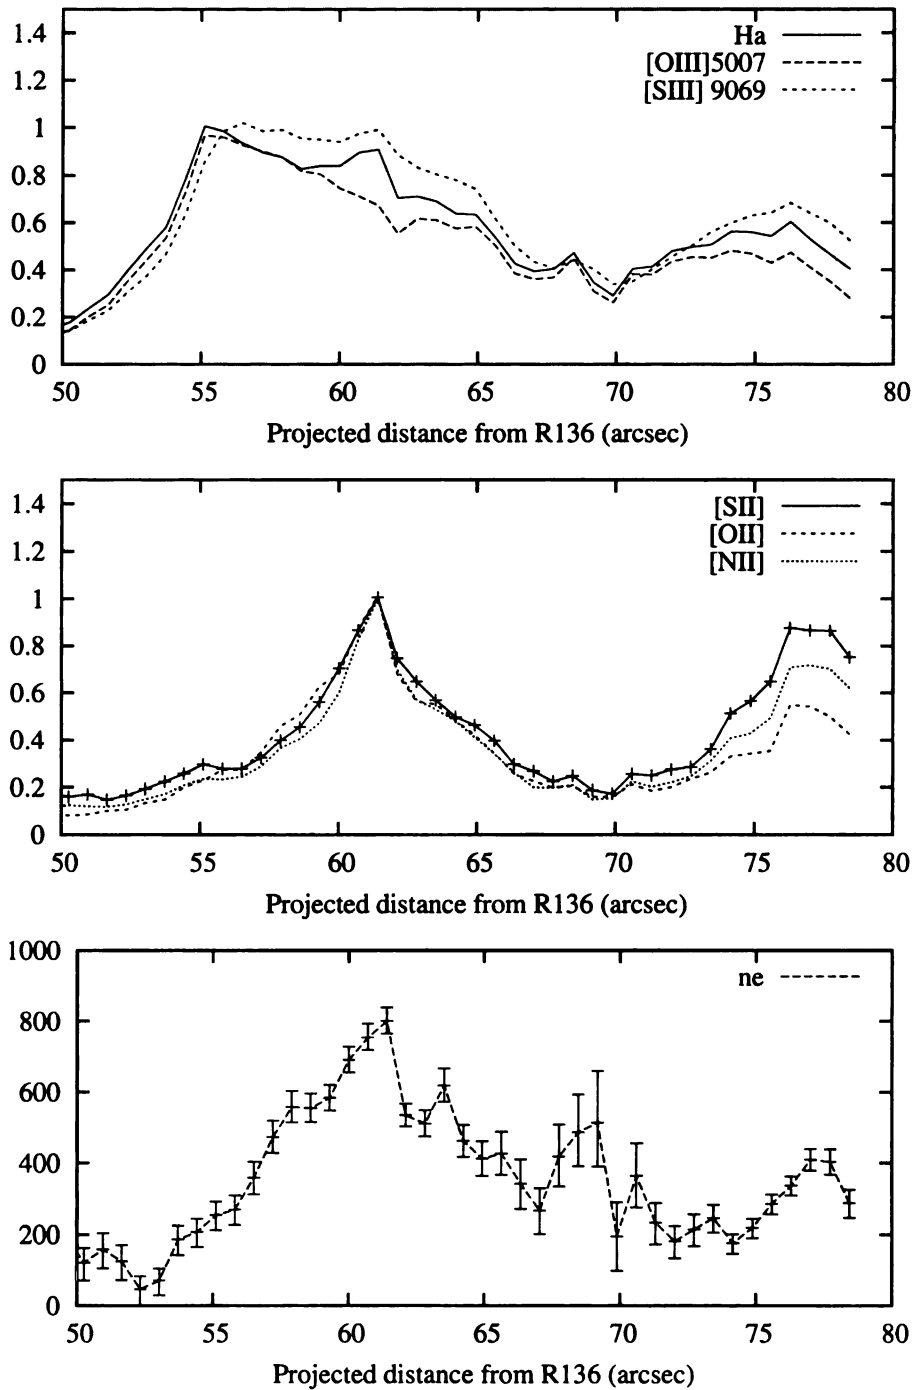 1.4
1.2
1
0.8
0.6
0.4
0.2
0
Ha
[OIII]5007
[SIII] 9069
50 55 60 65 70 75 80
Projected distance from R136 (arcsec)
1.4
1.2
1
0.8
0.6
0.4
0.2
0
[SII]
[OII]
[NII]
50 55 60 65 70 75 80
Projected distance from R136 (arcsec)
1000
800
600
400
200
0
ne
50 55 60 65 70 75 80
Projected distance from R136 (arcsec)